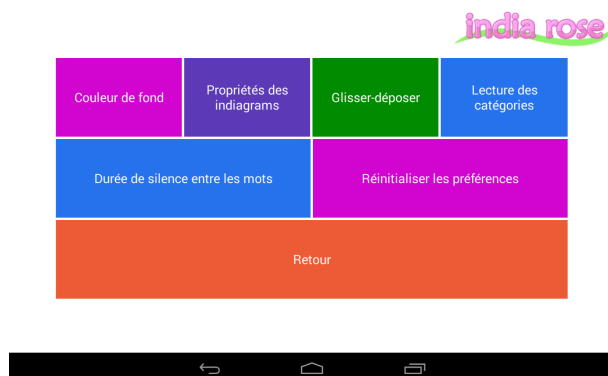 india rose
Couleur de fond
Propriétés des
indiagrams
Glisser-déposer
Lecture des
catégories
Durée de silence entre les mots
Réinitialiser les préférences
Retour